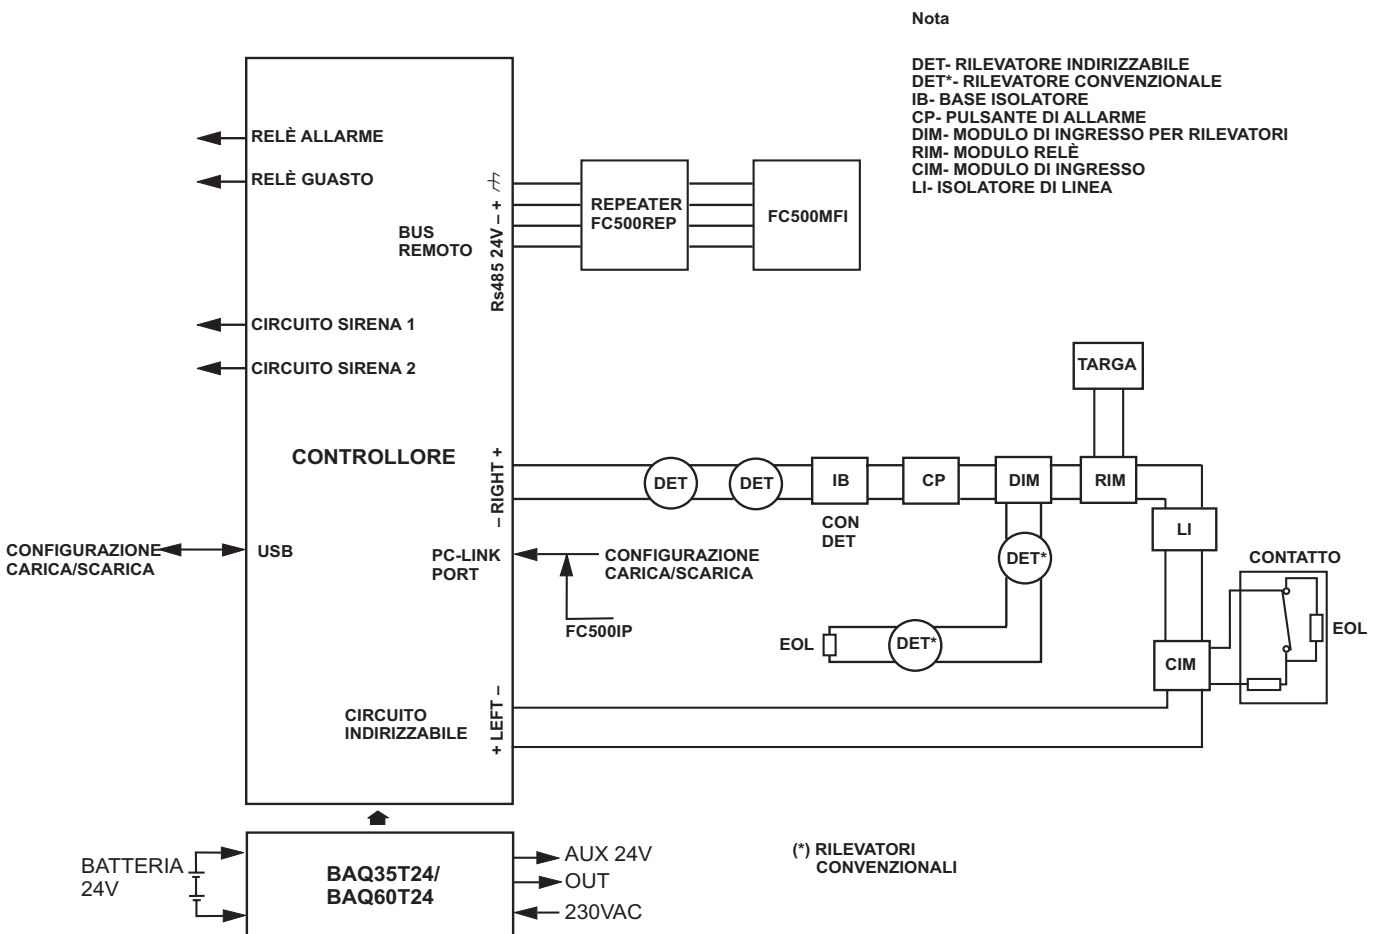 Nota
DET- RILEVATORE INDIRIZZABILE
DET*- RILEVATORE CONVENZIONALE
IB- BASE ISOLATORE
CP- PULSANTE DI ALLARME
DIM- MODULO DI INGRESSO PER RILEVATORI
RIM- MODULO RELÈ
CIM- MODULO DI INGRESSO
LI- ISOLATORE DI LINEA
RELÈ ALLARME
RELÈ GUASTO
BUS
REMOTO
Rs485 24V – +
REPEATER
FC500REP
FC500MFI
CIRCUITO SIRENA 1
CIRCUITO SIRENA 2
TARGA
CONTROLLORE
– RIGHT +
DET
DET
IB
CP
DIM
RIM
CON
DET
LI
CONFIGURAZIONE
CARICA/SCARICA
USB
PC-LINK
PORT
CONFIGURAZIONE
CARICA/SCARICA
FC500IP
DET*
CONTATTO
EOL
EOL
DET*
CIM
CIRCUITO
INDIRIZZABILE
+ LEFT –
BATTERIA
24V
BAQ35T24/
BAQ60T24
AUX 24V
OUT
230VAC
(*) RILEVATORI
CONVENZIONALI